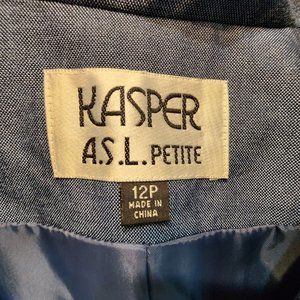 KASPER
A.S.L. PETITE
12P
MADE IN
CHINA